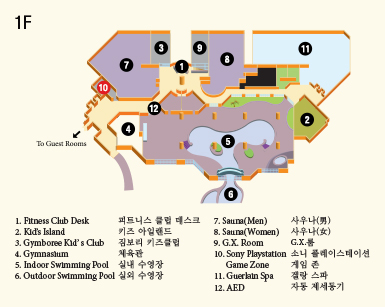 1F
3
9
7
1
8
11
10
12
2
4
5
To Guest Rooms
6
1. Fitness Club Desk 피트니스 클럽 데스크
2. Kid's Island 키즈 아일랜드
3. Gymboree Kid's Club 짐보리 키즈클럽
4. Gymnasium 체육관
5. Indoor Swimming Pool 실내 수영장
6. Outdoor Swimming Pool 실외 수영장
7. Sauna(Men) 사우나(男)
8. Sauna(Women) 사우나(女)
9. G.X. Room G.X.룸
10. Sony Playstation 소니 플레이스테이션
Game Zone 게임 존
11. Guerlain Spa 겔랑 스파
12. AED 자동 제세동기